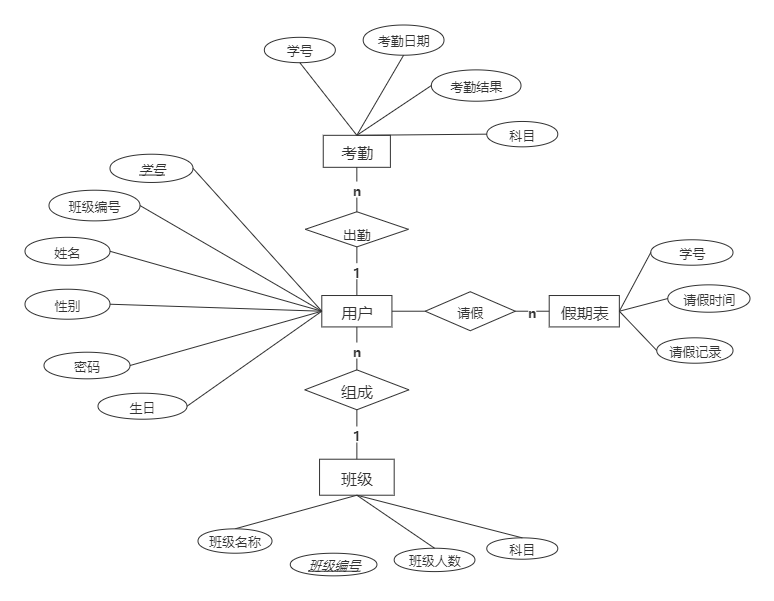 学号
考勤日期
考勤结果
科目
考勤
n
出勤
1
学号
班级编号
姓名
性别
密码
生日
用户
请假
n
假期表
学号
请假时间
请假记录
n
组成
1
班级
班级名称
班级编号
班级人数
科目